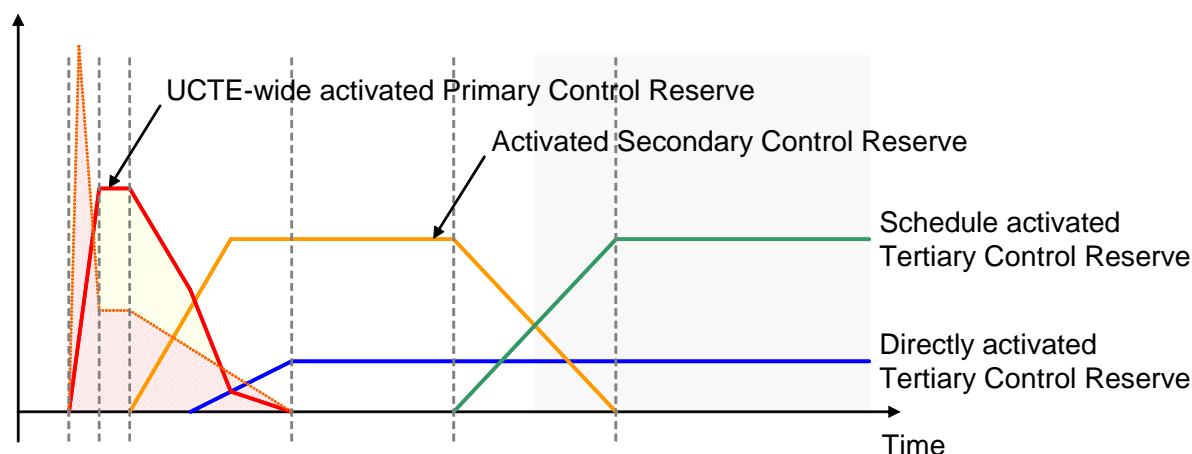 UCTE-wide activated Primary Control Reserve
Activated Secondary Control Reserve
Schedule activated
Tertiary Control Reserve
Directly activated
Tertiary Control Reserve
Time